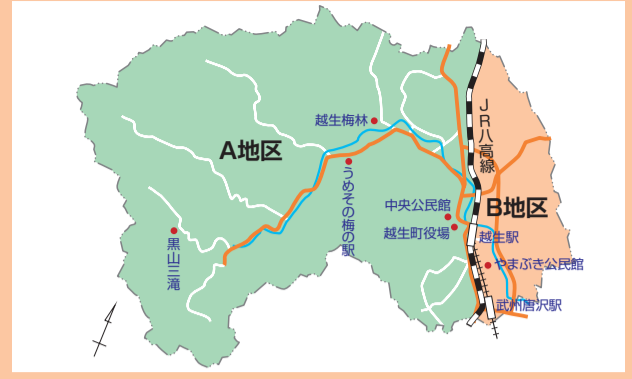 越生梅林
A地区
うめその梅の駅
黒山三滝
JR八高線
中央公民館
越生町役場
B地区
越生駅
やまぶき公民館
武州唐沢駅